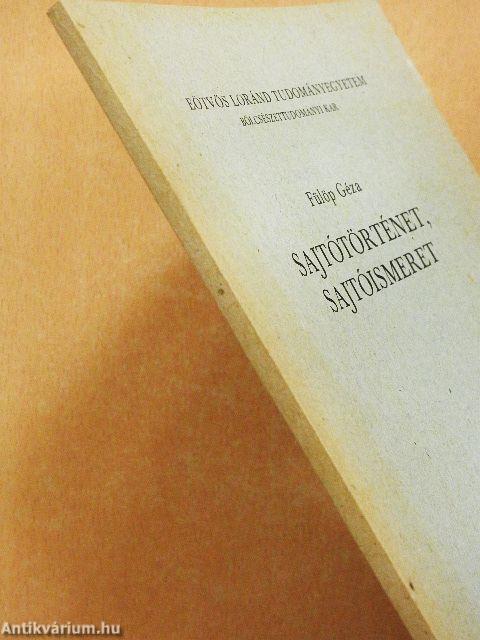 EÖTVÖS LORÁND TUDOMÁNYEGYETEM
BÖLCSÉSZETTUDOMÁNYI KAR
Fülöp Géza
SAJTÓTÖRTÉNET,
SAJTÓISMERET
Antikvárium.hu